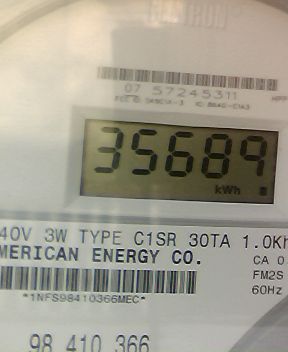 CENTRON
07 57245311
35689
kWh
40V 3W TYPE C1SR 30TA 1.0Kh
MERICAN ENERGY CO.
CA 0
FM2S
60Hz
*1NFS98410366MEC*
98 410 366